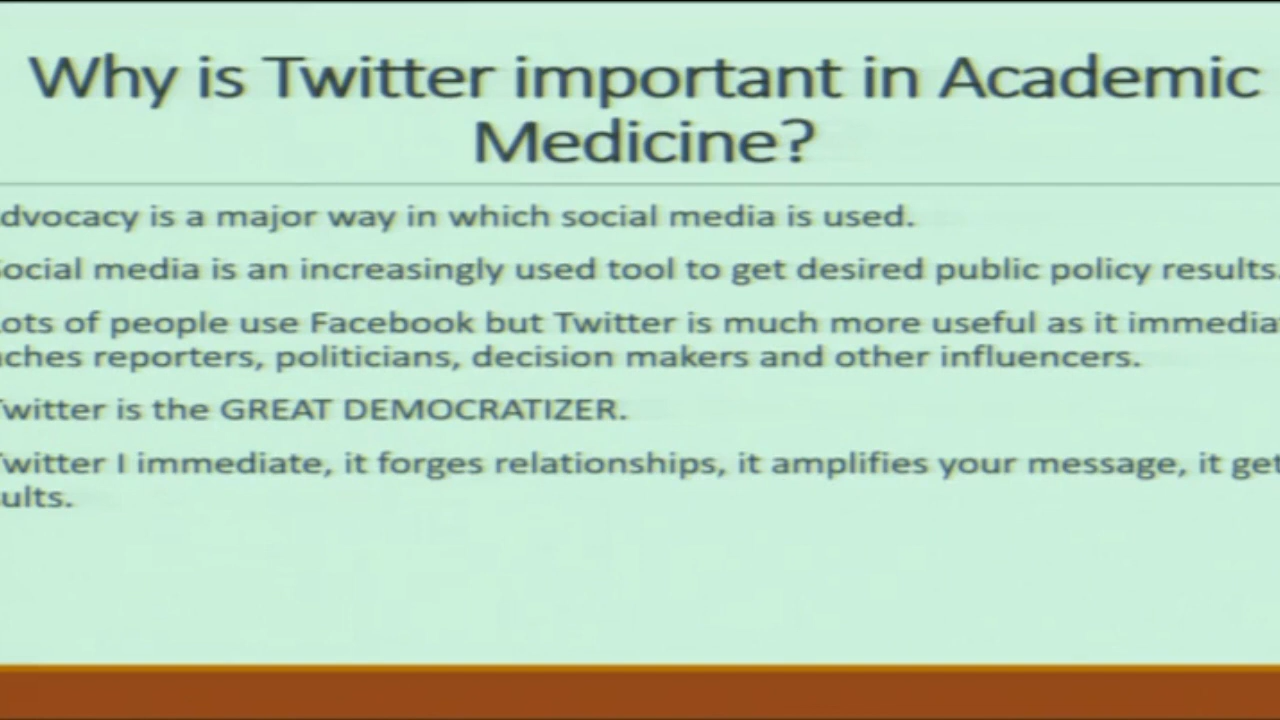 Why is Twitter important in Academic
Medicine?
dvocacy is a major way in which social media is used.
ocial media is an increasingly used tool to get desired public policy results.
ots of people use Facebook but Twitter is much more useful as it immedia
ches reporters, politicians, decision makers and other influencers.
Twitter is the GREAT DEMOCRATIZER.
Twitter I immediate, it forges relationships, it amplifies your message, it get
ults.